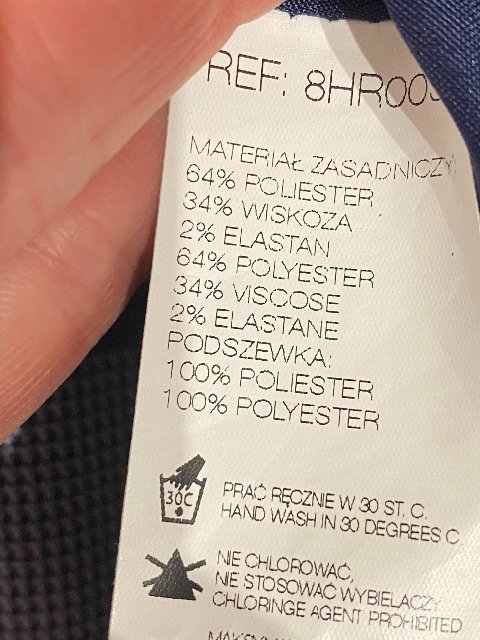 REF: 8HR00
MATERIAŁ ZASADNICZY:
64% POLIESTER
34% WISKOZA
2% ELASTAN
64% POLYESTER
34% VISCOSE
2% ELASTANE
PODSZEWKA:
100% POLIESTER
100% POLYESTER
30C
PRAĆ RĘCZNIE W 30 ST. C.
HAND WASH IN 30 DEGREES C
NIE CHLOROWAĆ,
NIE STOSOWAĆ WYBIELACZY
CHLORINGE AGENT PROHIBITED